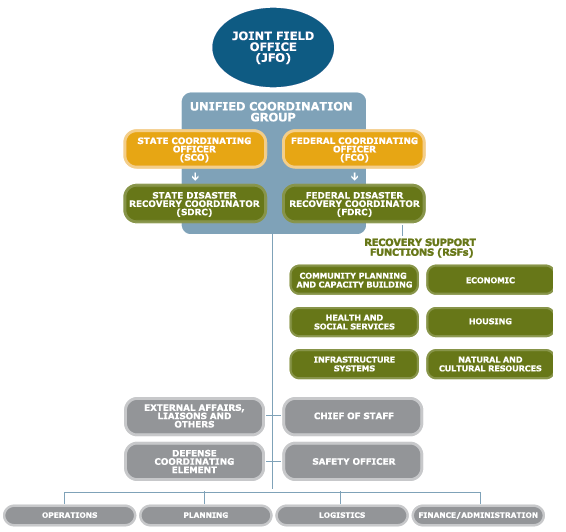 JOINT FIELD
OFFICE
(JFO)
UNIFIED COORDINATION
GROUP
STATE COORDINATING
OFFICER
(SCO)
FEDERAL COORDINATING
OFFICER
(FCO)
STATE DISASTER
RECOVERY COORDINATOR
(SDRC)
FEDERAL DISASTER
RECOVERY COORDINATOR
(FDRC)
RECOVERY SUPPORT
FUNCTIONS (RSFs)
COMMUNITY PLANNING
AND CAPACITY BUILDING
ECONOMIC
HEALTH AND
SOCIAL SERVICES
HOUSING
INFRASTRUCTURE
SYSTEMS
NATURAL AND
CULTURAL RESOURCES
EXTERNAL AFFAIRS,
LIAISONS AND
OTHERS
CHIEF OF STAFF
DEFENSE
COORDINATING
ELEMENT
SAFETY OFFICER
OPERATIONS
PLANNING
LOGISTICS
FINANCE/ADMINISTRATION